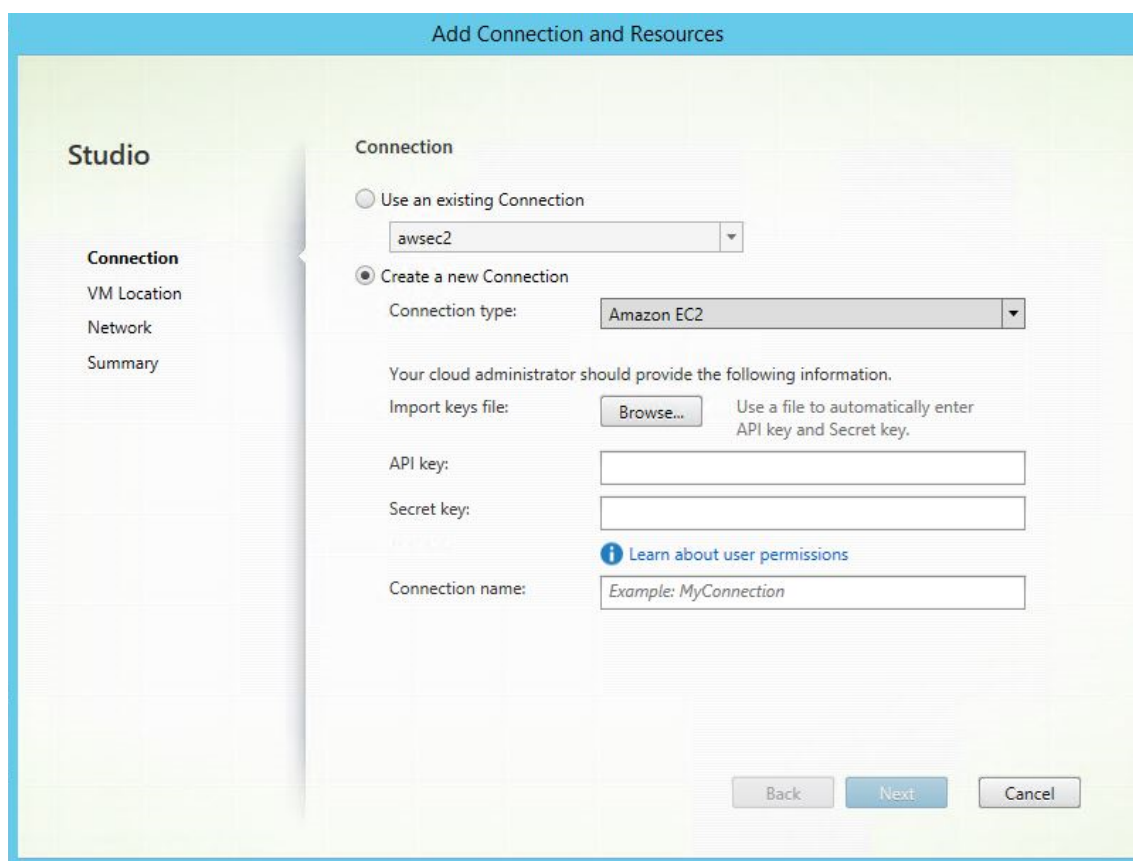 Add Connection and Resources
Studio
Connection
VM Location
Network
Summary
Connection
Use an existing Connection
awsec2
Create a new Connection
Connection type:
Amazon EC2
Your cloud administrator should provide the following information.
Import keys file:
Browse...
Use a file to automatically enter
API key and Secret key.
API key:
Secret key:
Learn about user permissions
Connection name:
Example: MyConnection
Back
Next
Cancel